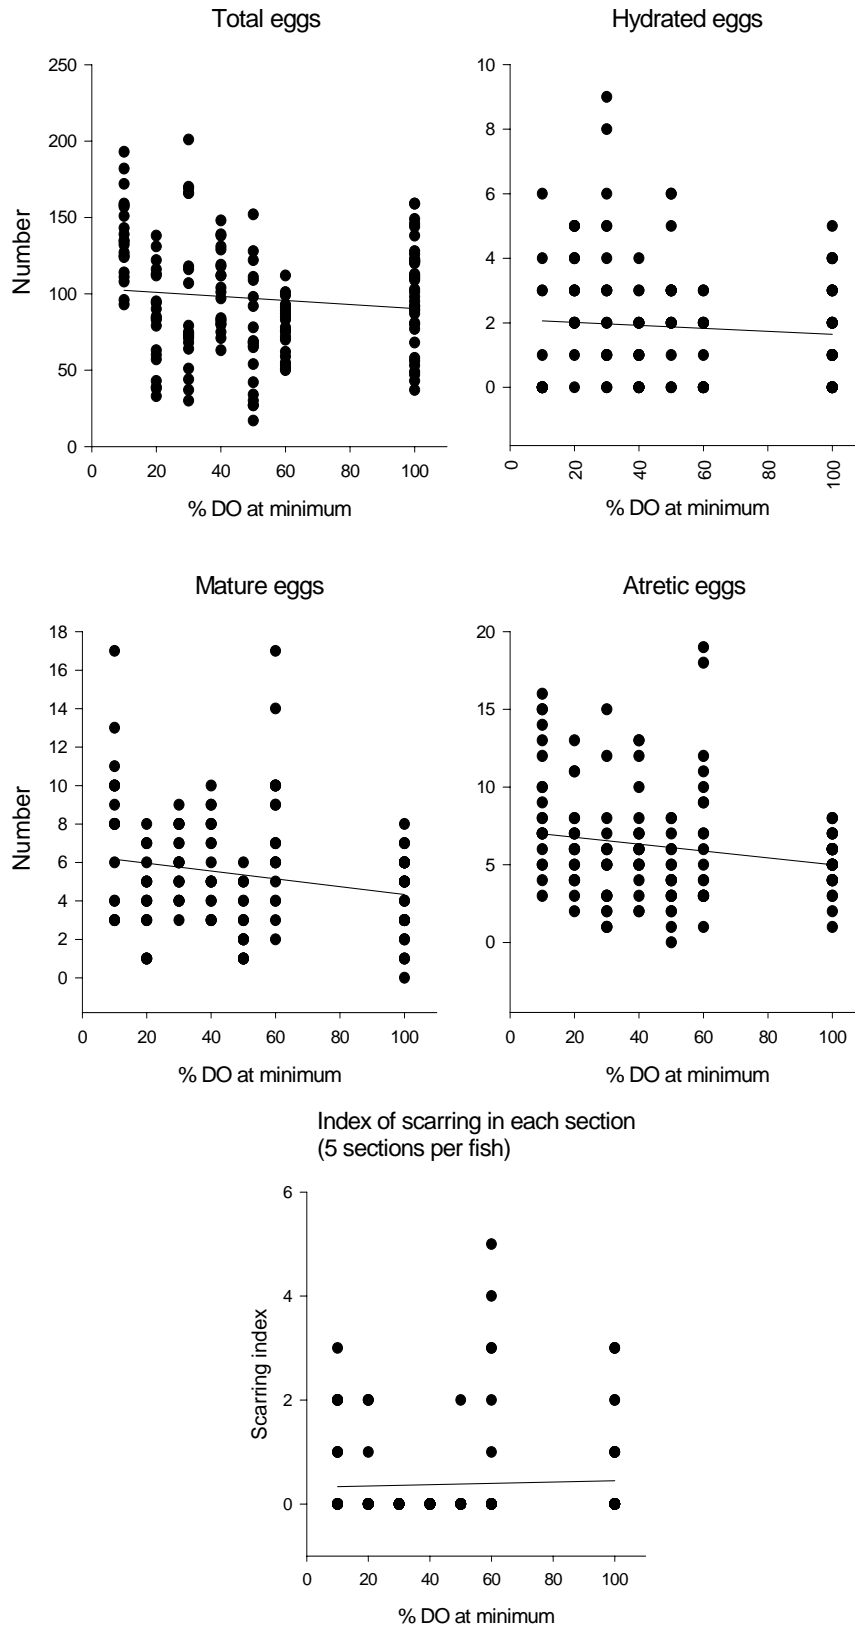 Total eggs
Number
250
200
150
100
50
0
0 20 40 60 80 100
% DO at minimum
Hydrated eggs
10
8
6
4
2
0
0 20 40 60 80 100
% DO at minimum
Mature eggs
Number
18
16
14
12
10
8
6
4
2
0
0 20 40 60 80 100
% DO at minimum
Atretic eggs
20
15
10
5
0
0 20 40 60 80 100
% DO at minimum
Index of scarring in each section
(5 sections per fish)
Scarring index
6
4
2
0
0 20 40 60 80 100
% DO at minimum